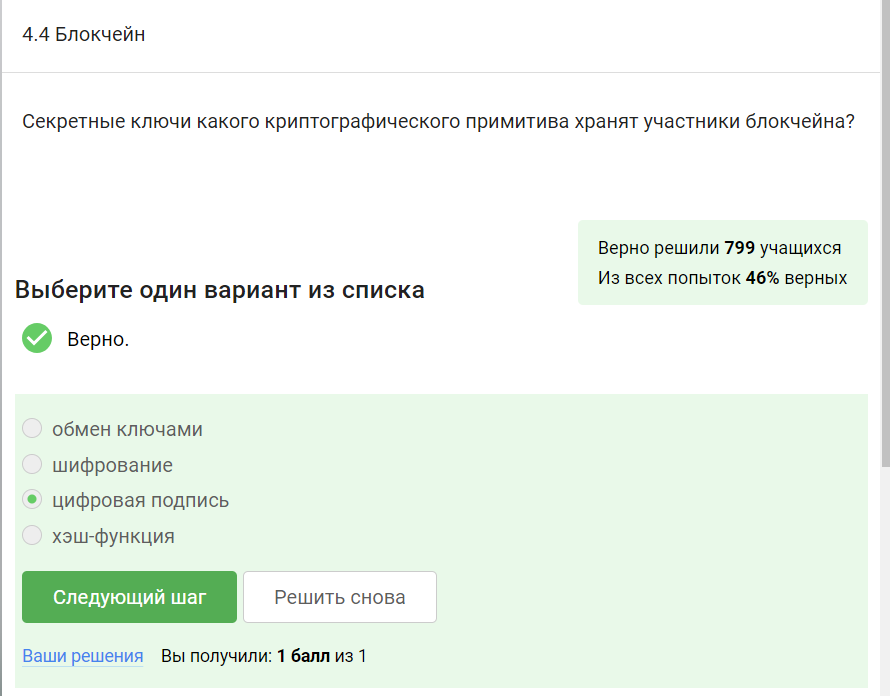 4.4 Блокчейн
Секретные ключи какого криптографического примитива хранят участники блокчейна?
Верно решили 799 учащихся
Из всех попыток 46% верных
Выберите один вариант из списка
Верно.
обмен ключами
шифрование
цифровая подпись
хэш-функция
Следующий шаг
Решить снова
Ваши решения Вы получили: 1 балл из 1